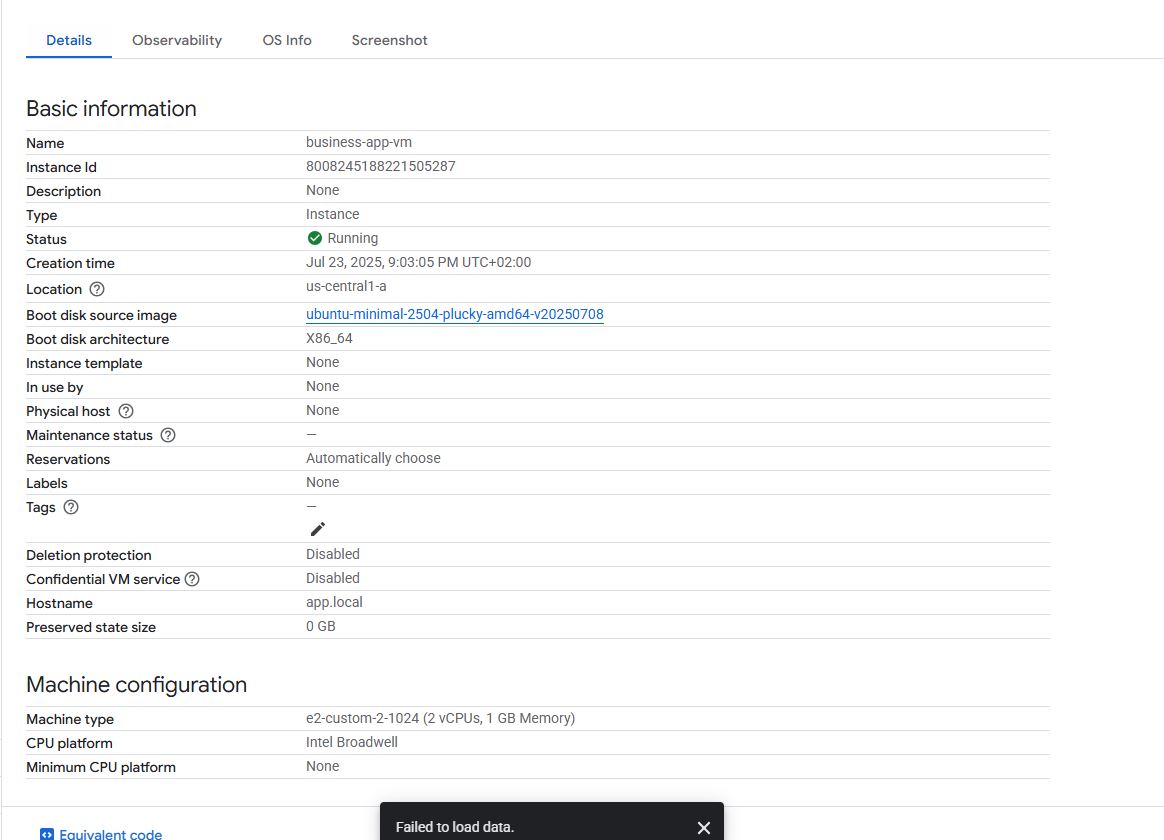 Details Observability OS Info Screenshot
Basic information
Name business-app-vm
Instance Id 8008245188221505287
Description None
Type Instance
Status Running
Creation time Jul 23, 2025, 9:03:05 PM UTC+02:00
Location us-central1-a
Boot disk source image ubuntu-minimal-2504-plucky-amd64-v20250708
Boot disk architecture X86_64
Instance template None
In use by None
Physical host None
Maintenance status —
Reservations Automatically choose
Labels None
Tags —
Deletion protection Disabled
Confidential VM service Disabled
Hostname app.local
Preserved state size 0 GB
Machine configuration
Machine type e2-custom-2-1024 (2 vCPUs, 1 GB Memory)
CPU platform Intel Broadwell
Minimum CPU platform None
Failed to load data.
Equivalent code